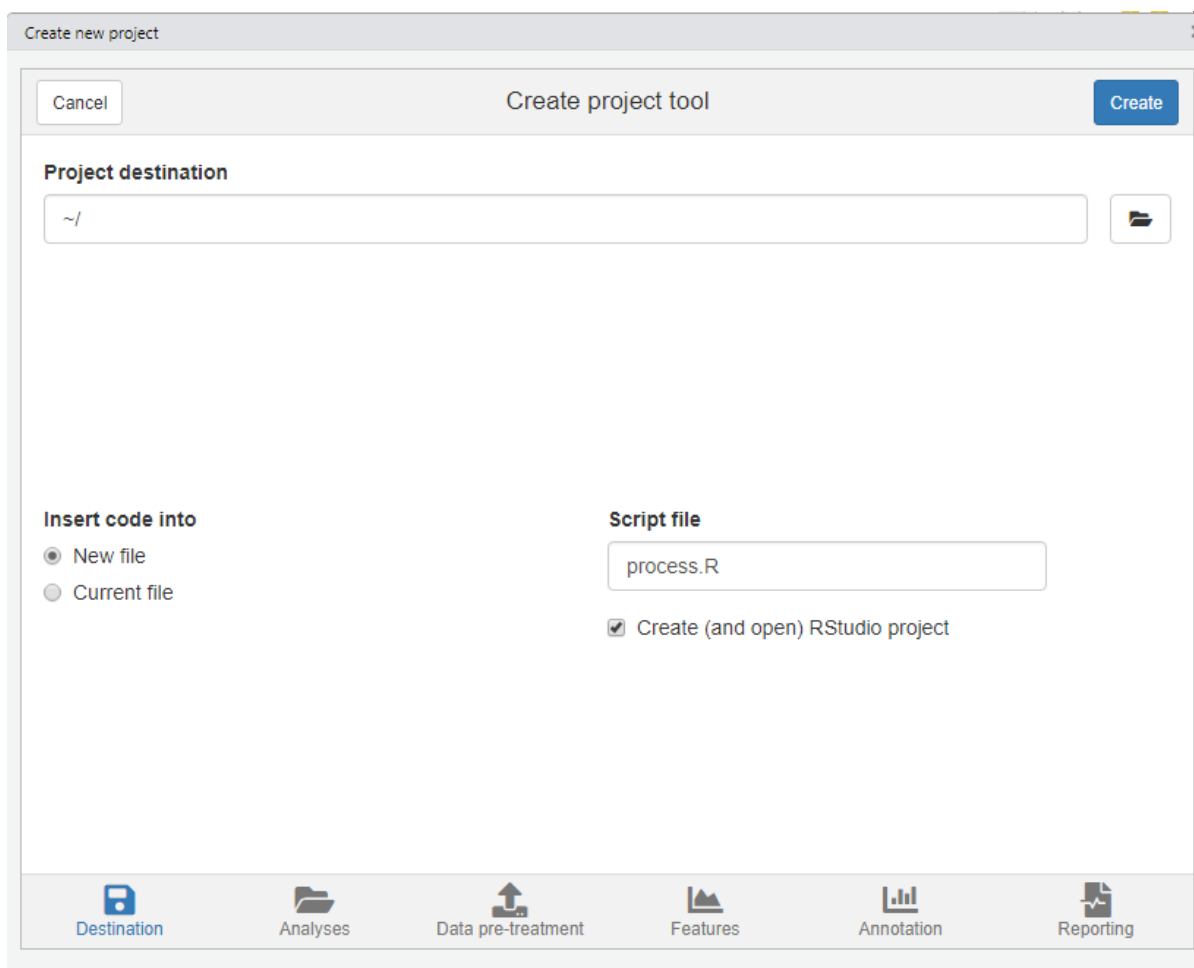 Create new project
Cancel
Create project tool
Create
Project destination
~/
Insert code into
New file
Current file
Script file
process.R
Create (and open) RStudio project
Destination
Analyses
Data pre-treatment
Features
Annotation
Reporting